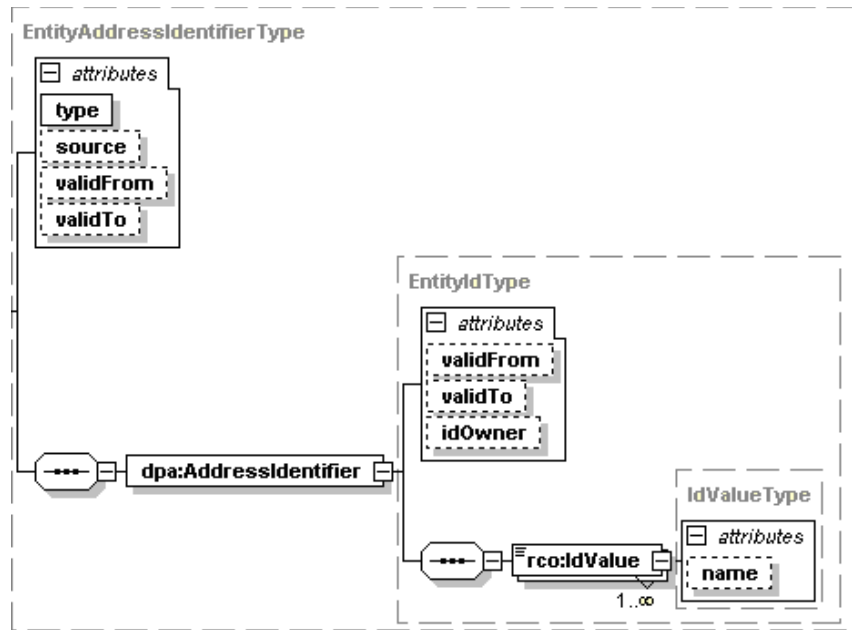 EntityAddressIdentifierType
attributes
type
source
validFrom
validTo
EntityIdType
attributes
validFrom
validTo
idOwner
dpa:AddressIdentifier
IdValueType
attributes
name
rco:IdValue
1..∞